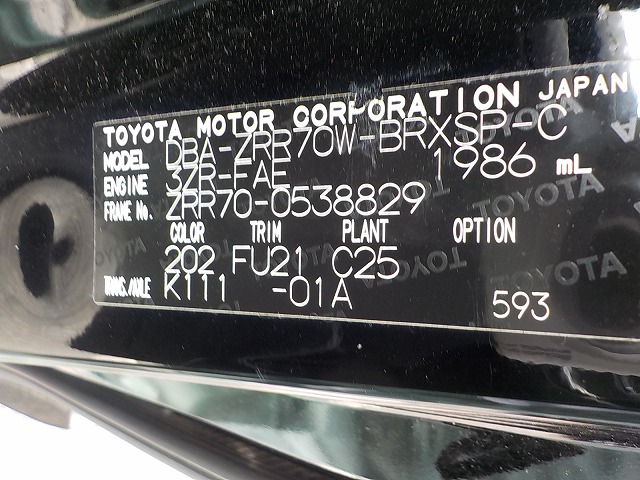 TOYOTA MOTOR CORPORATION JAPAN
MODEL DBA-ZRR70W-BRXSP-C
ENGINE 3ZR-FAE 1986 mL
FRAME No. ZRR70-0538829
COLOR TRIM PLANT OPTION
202 FU21 C25
TRANS./AXLE K111 -01A
593